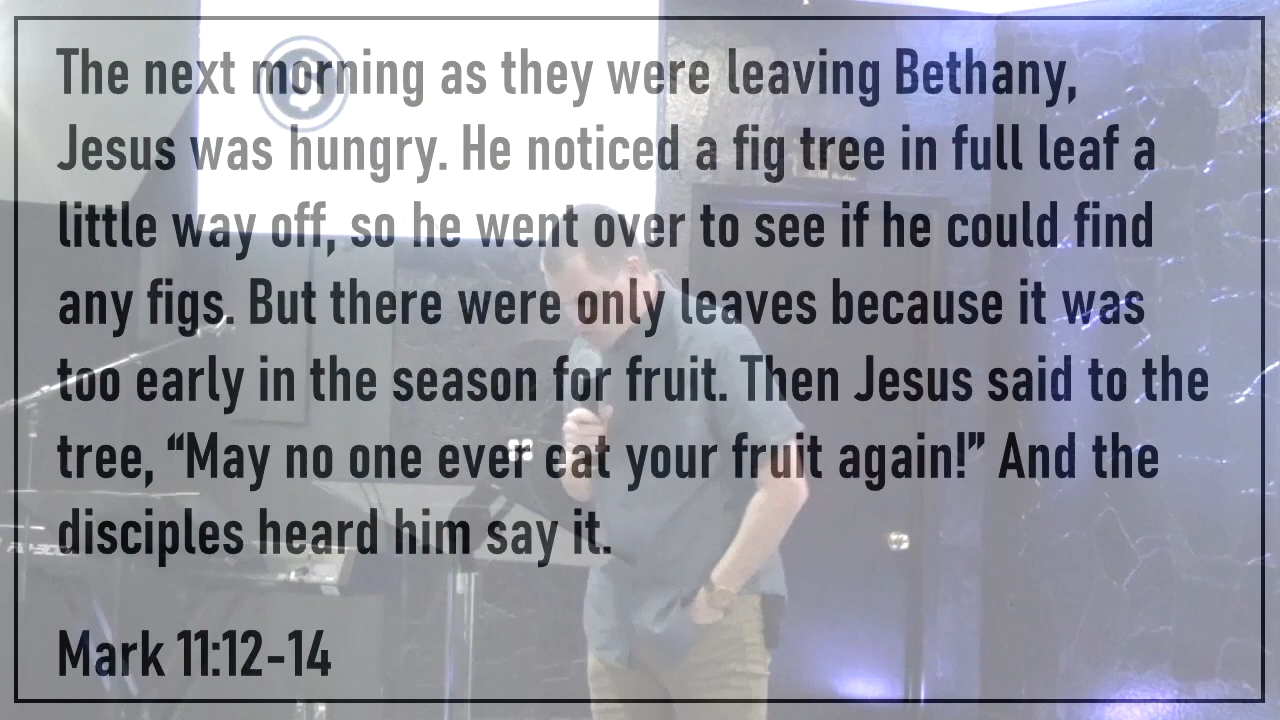 The next morning as they were leaving Bethany,
Jesus was hungry. He noticed a fig tree in full leaf a
little way off, so he went over to see if he could find
any figs. But there were only leaves because it was
too early in the season for fruit. Then Jesus said to the
tree, “May no one ever eat your fruit again!” And the
disciples heard him say it.
Mark 11:12-14